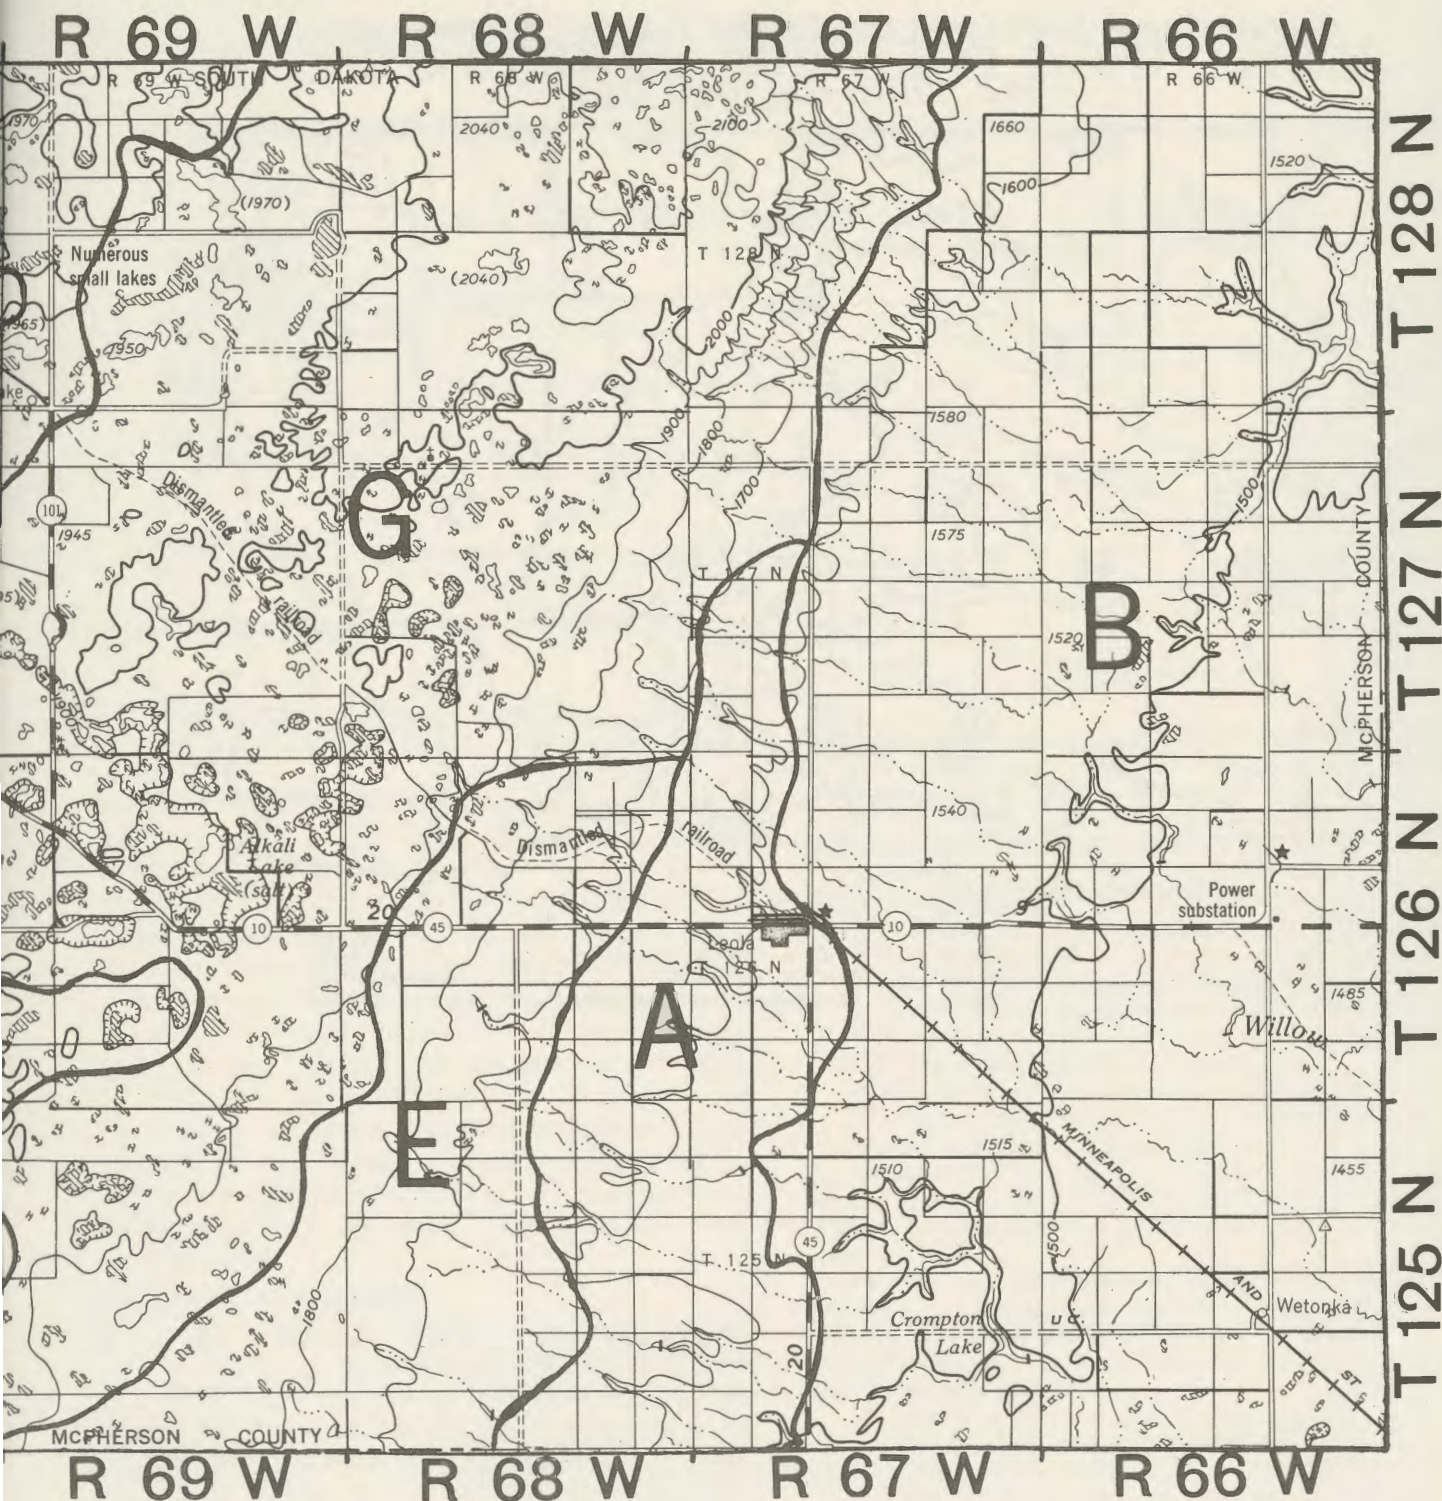 R 69 W R 68 W R 67 W R 66 W
R 69 W SOUTH DAKOTA R 68 W R 67 W R 66 W
1970
2040
2100
1660
1520
1600
(1970)
T 128 N
Numerous
small lakes
T 128 N
(2040)
1965)
1950
2000
1900
1800
1580
1700
1500
101
Dismantled
railroad
1945
G
1575
T 127 N
MCPHERSON COUNTY
T 127 N
B
1520
1900
1540
Alkali
Lake
(salt)
Dismantled railroad
Power
substation
20
10
45
10
Leola
T 126 N
T 126 N
A
1485
Willow
E
MINNEAPOLIS
AND
ST
1515
1510
1455
T 125 N
45
1500
T 125 N
Wetonka
1800
Crompton
Lake
20
MCPHERSON COUNTY
R 69 W R 68 W R 67 W R 66 W